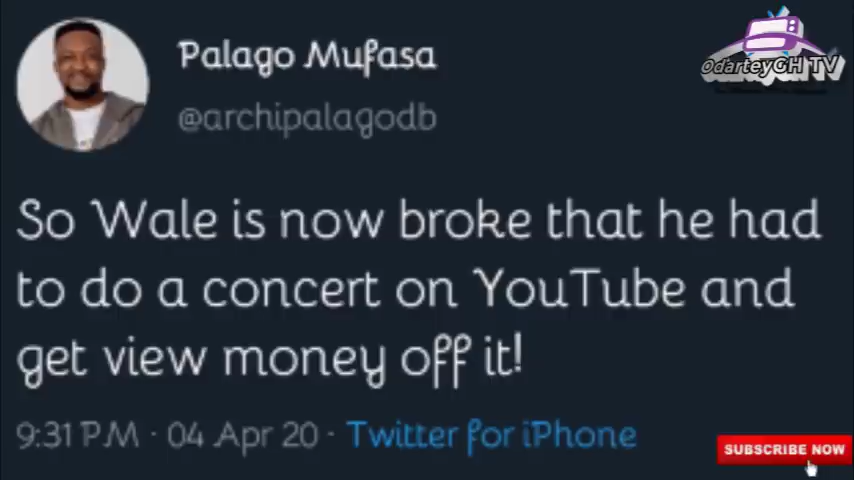 Palago Mufasa
@archipalagodb
OdarteyGH TV
So Wale is now broke that he had
to do a concert on YouTube and
get view money off it!
9:31 PM · 04 Apr 20 · Twitter for iPhone
SUBSCRIBE NOW